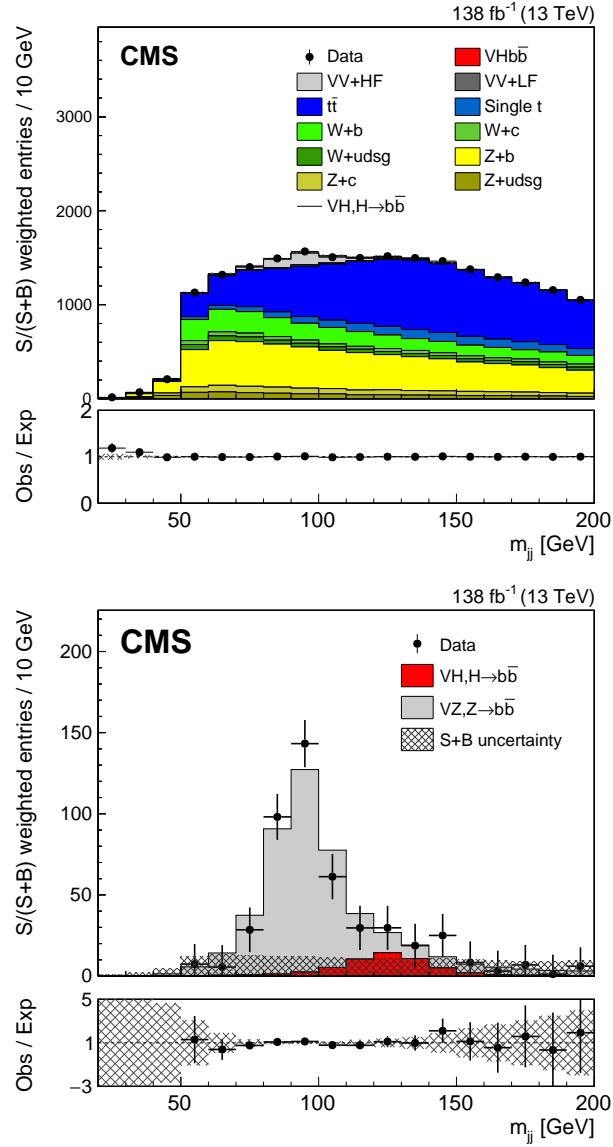 138 fb⁻¹ (13 TeV)
CMS
Data
VHbb̅
VV+HF
VV+LF
tt̅
Single t
W+b
W+c
W+udsg
Z+b
Z+c
Z+udsg
VH,H→bb̅
S/(S+B) weighted entries / 10 GeV
3000
2000
1000
0
Obs / Exp
2
1
0
50 100 150 200
m_jj [GeV]
138 fb⁻¹ (13 TeV)
CMS
Data
VH,H→bb̅
VZ,Z→bb̅
S+B uncertainty
S/(S+B) weighted entries / 10 GeV
200
150
100
50
0
Obs / Exp
5
1
−3
50 100 150 200
m_jj [GeV]